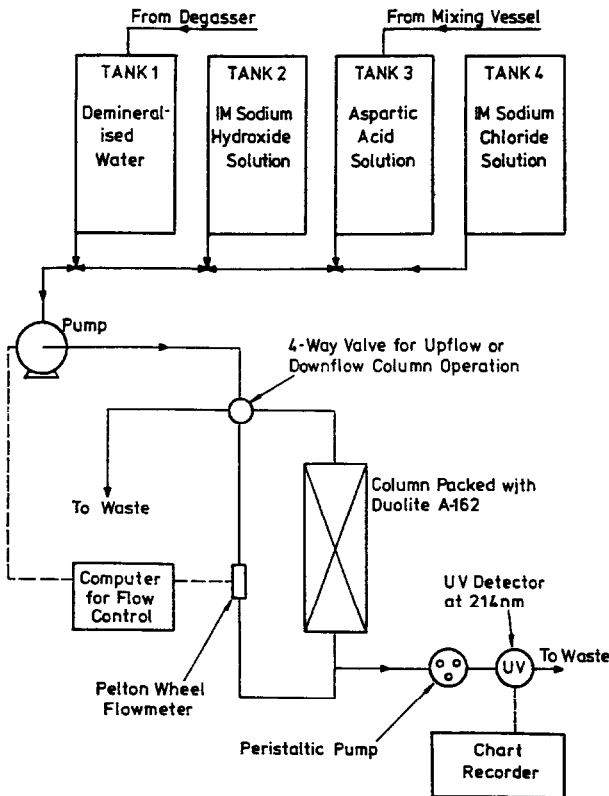 From Degasser
From Mixing Vessel
TANK 1
Demineral-
ised
Water
TANK 2
1M Sodium
Hydroxide
Solution
TANK 3
Aspartic
Acid
Solution
TANK 4
1M Sodium
Chloride
Solution
Pump
4-Way Valve for Upflow or
Downflow Column Operation
To Waste
Column Packed with
Duolite A-162
Computer
for Flow
Control
UV Detector
at 214nm
Pelton Wheel
Flowmeter
UV
To Waste
Peristaltic Pump
Chart
Recorder